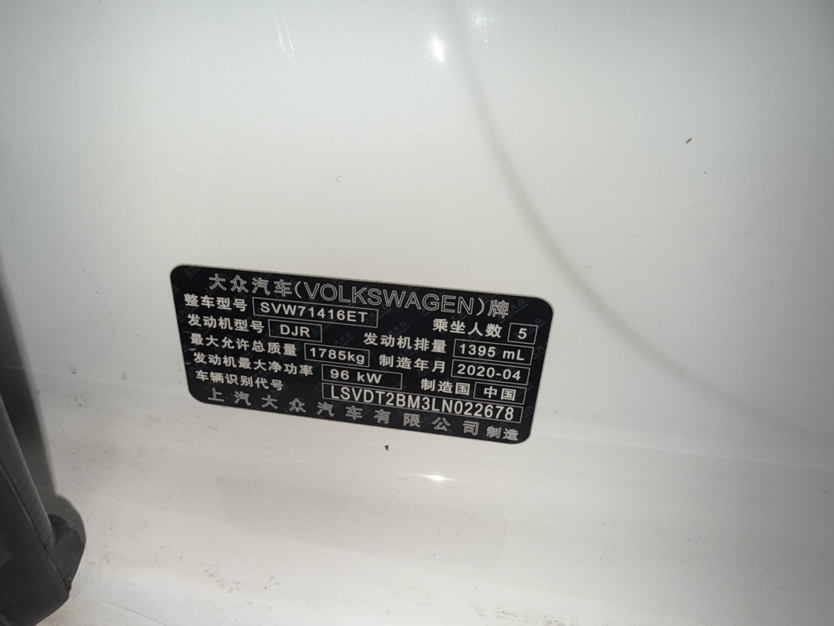 大众汽车(VOLKSWAGEN)牌
整车型号 SVW71416ET 乘坐人数 5
发动机型号 DJR 发动机排量 1395 mL
最大允许总质量 1785kg 制造年月 2020-04
发动机最大净功率 96 kW 制造国 中国
车辆识别代号 LSVDT2BM3LN022678
上汽大众汽车有限公司 制造